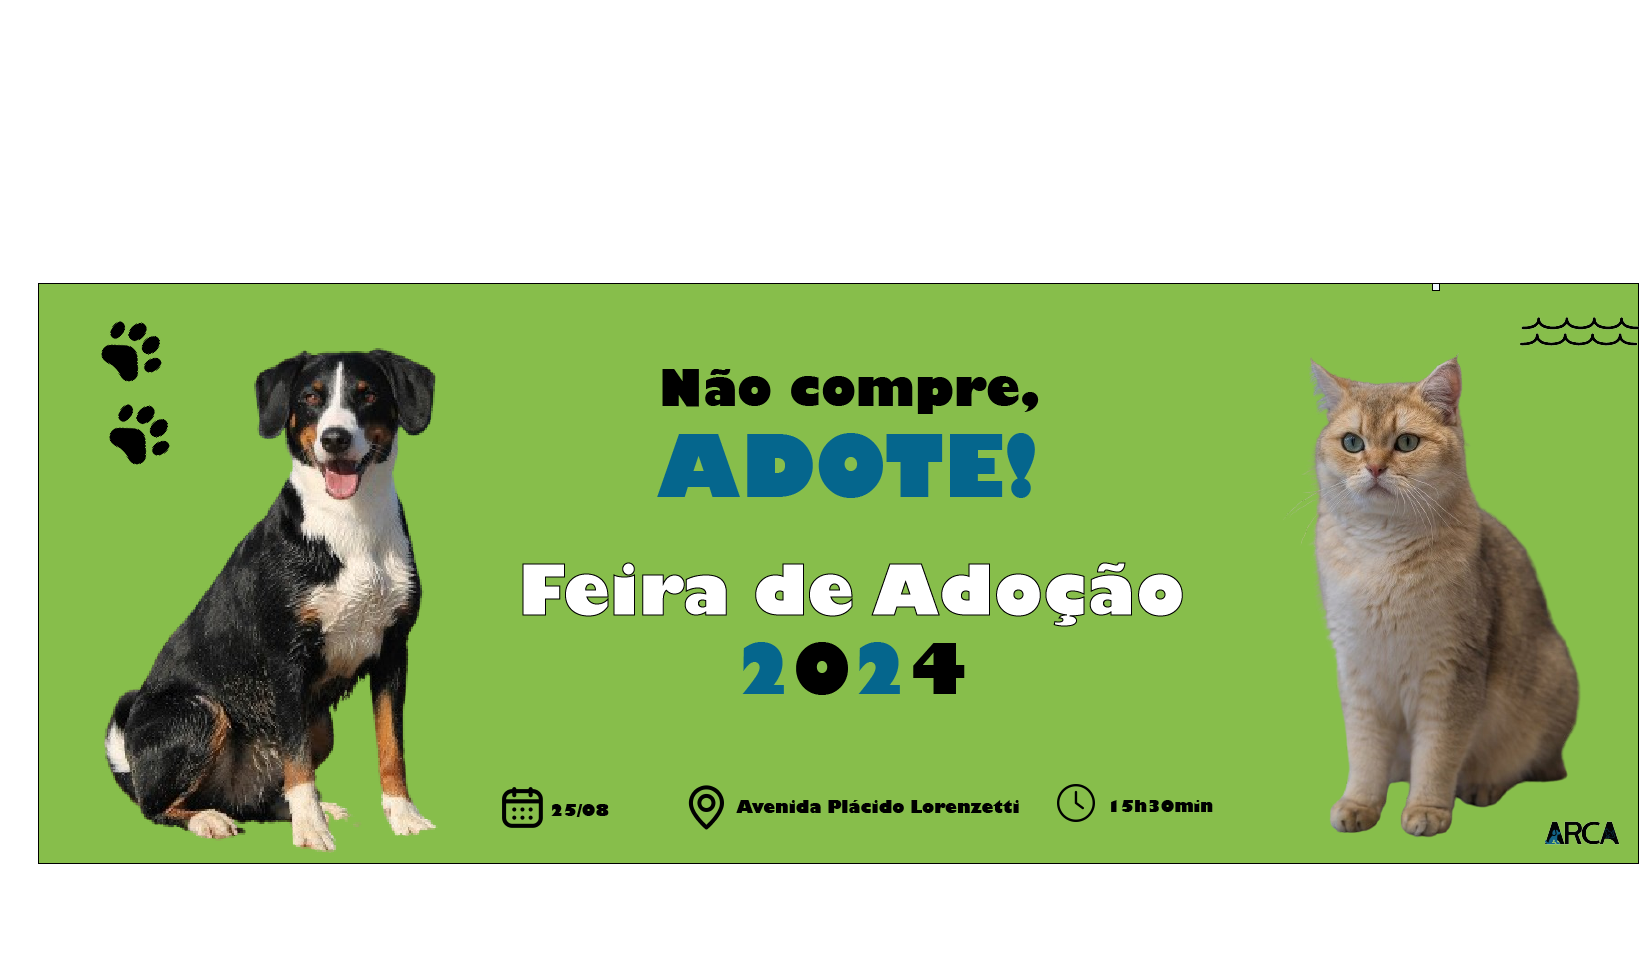 Não compre,
ADOTE!
Feira de Adoção
2024
25/08
Avenida Plácido Lorenzetti
15h30min
ARCA